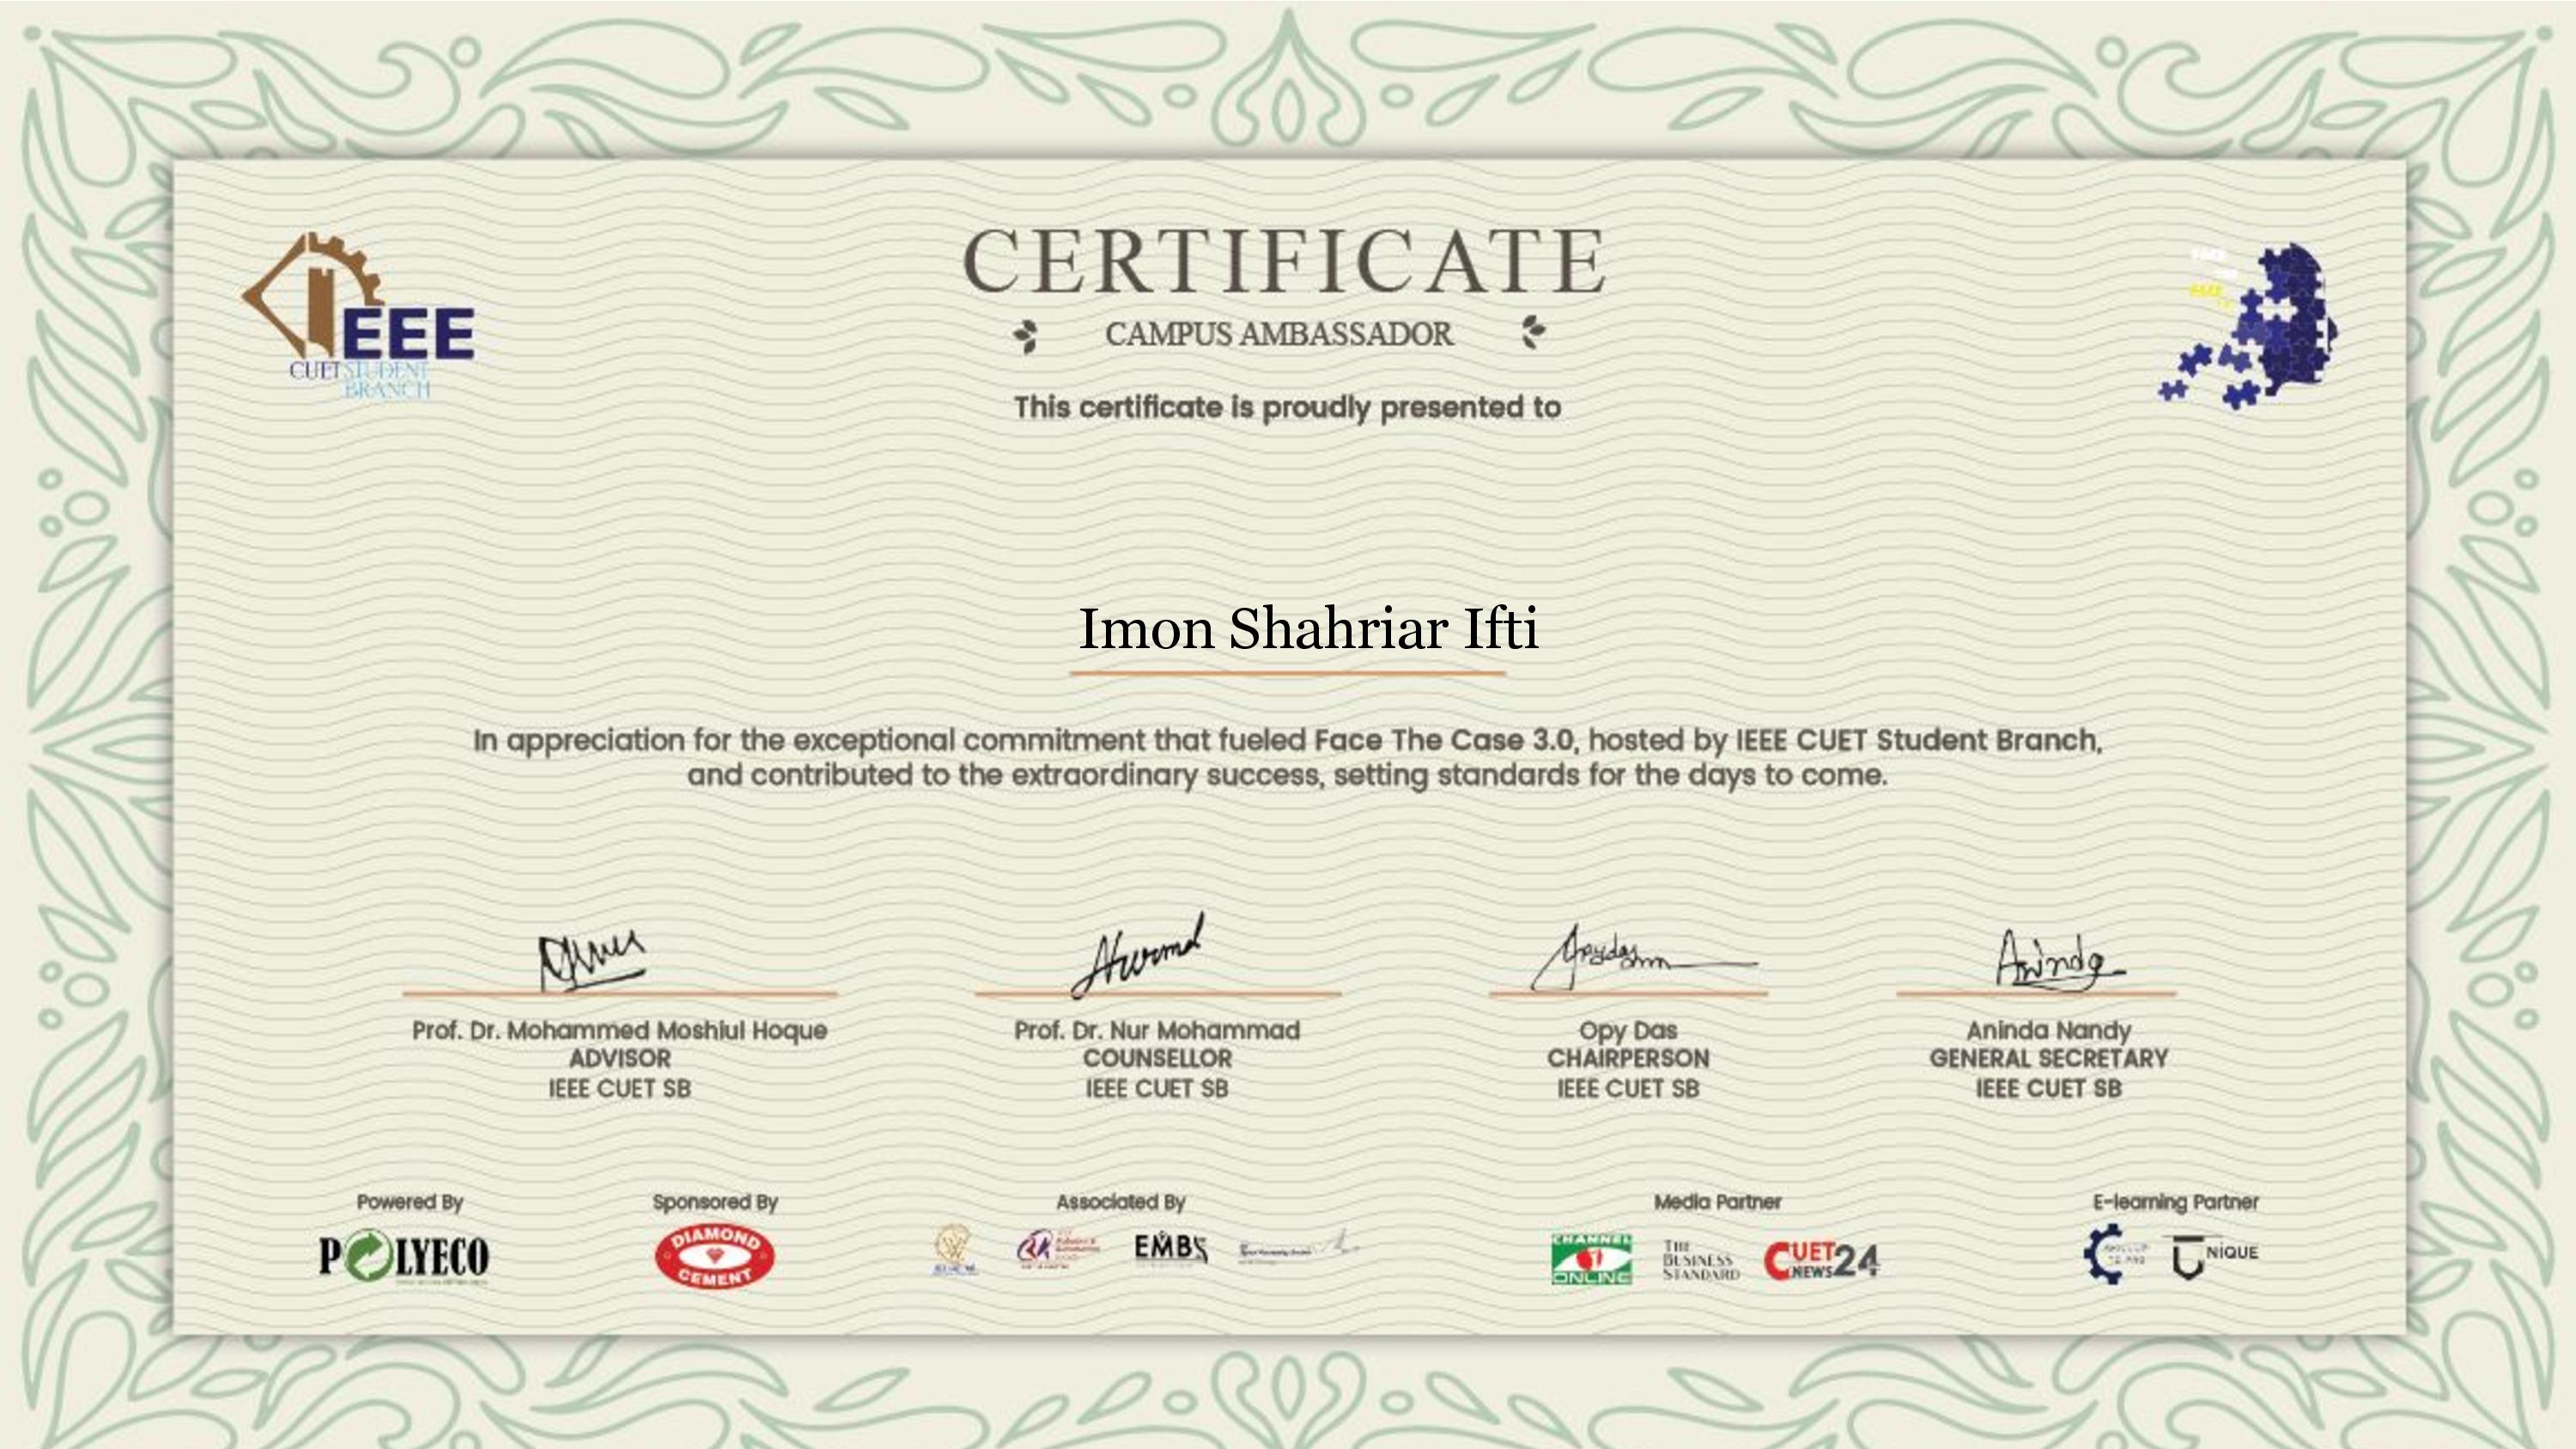 IEEE
CUET STUDENT
BRANCH
CERTIFICATE
CAMPUS AMBASSADOR
This certificate is proudly presented to
Imon Shahriar Ifti
In appreciation for the exceptional commitment that fueled Face The Case 3.0, hosted by IEEE CUET Student Branch,
and contributed to the extraordinary success, setting standards for the days to come.
Aninda
Prof. Dr. Mohammed Moshiul Hoque
ADVISOR
IEEE CUET SB
Prof. Dr. Nur Mohammad
COUNSELLOR
IEEE CUET SB
Opy Das
CHAIRPERSON
IEEE CUET SB
Aninda Nandy
GENERAL SECRETARY
IEEE CUET SB
Powered By
POLYECO
Sponsored By
DIAMOND
CEMENT
Associated By
EMBS
Media Partner
CHANNEL
ONLINE
THE
BUSINESS
STANDARD
CUET
NEWS24
E-learning Partner
UNIQUE